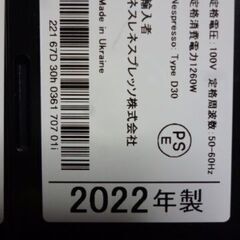 定格電圧：100V 定格周波数 50-60Hz
定格消費電力1260W
Nespresso: Type D30
輸入者
ネスレネスプレッソ株式会社
Made in Ukraine
221 67D 30h 0361 707 01i
PS
E
2022年製